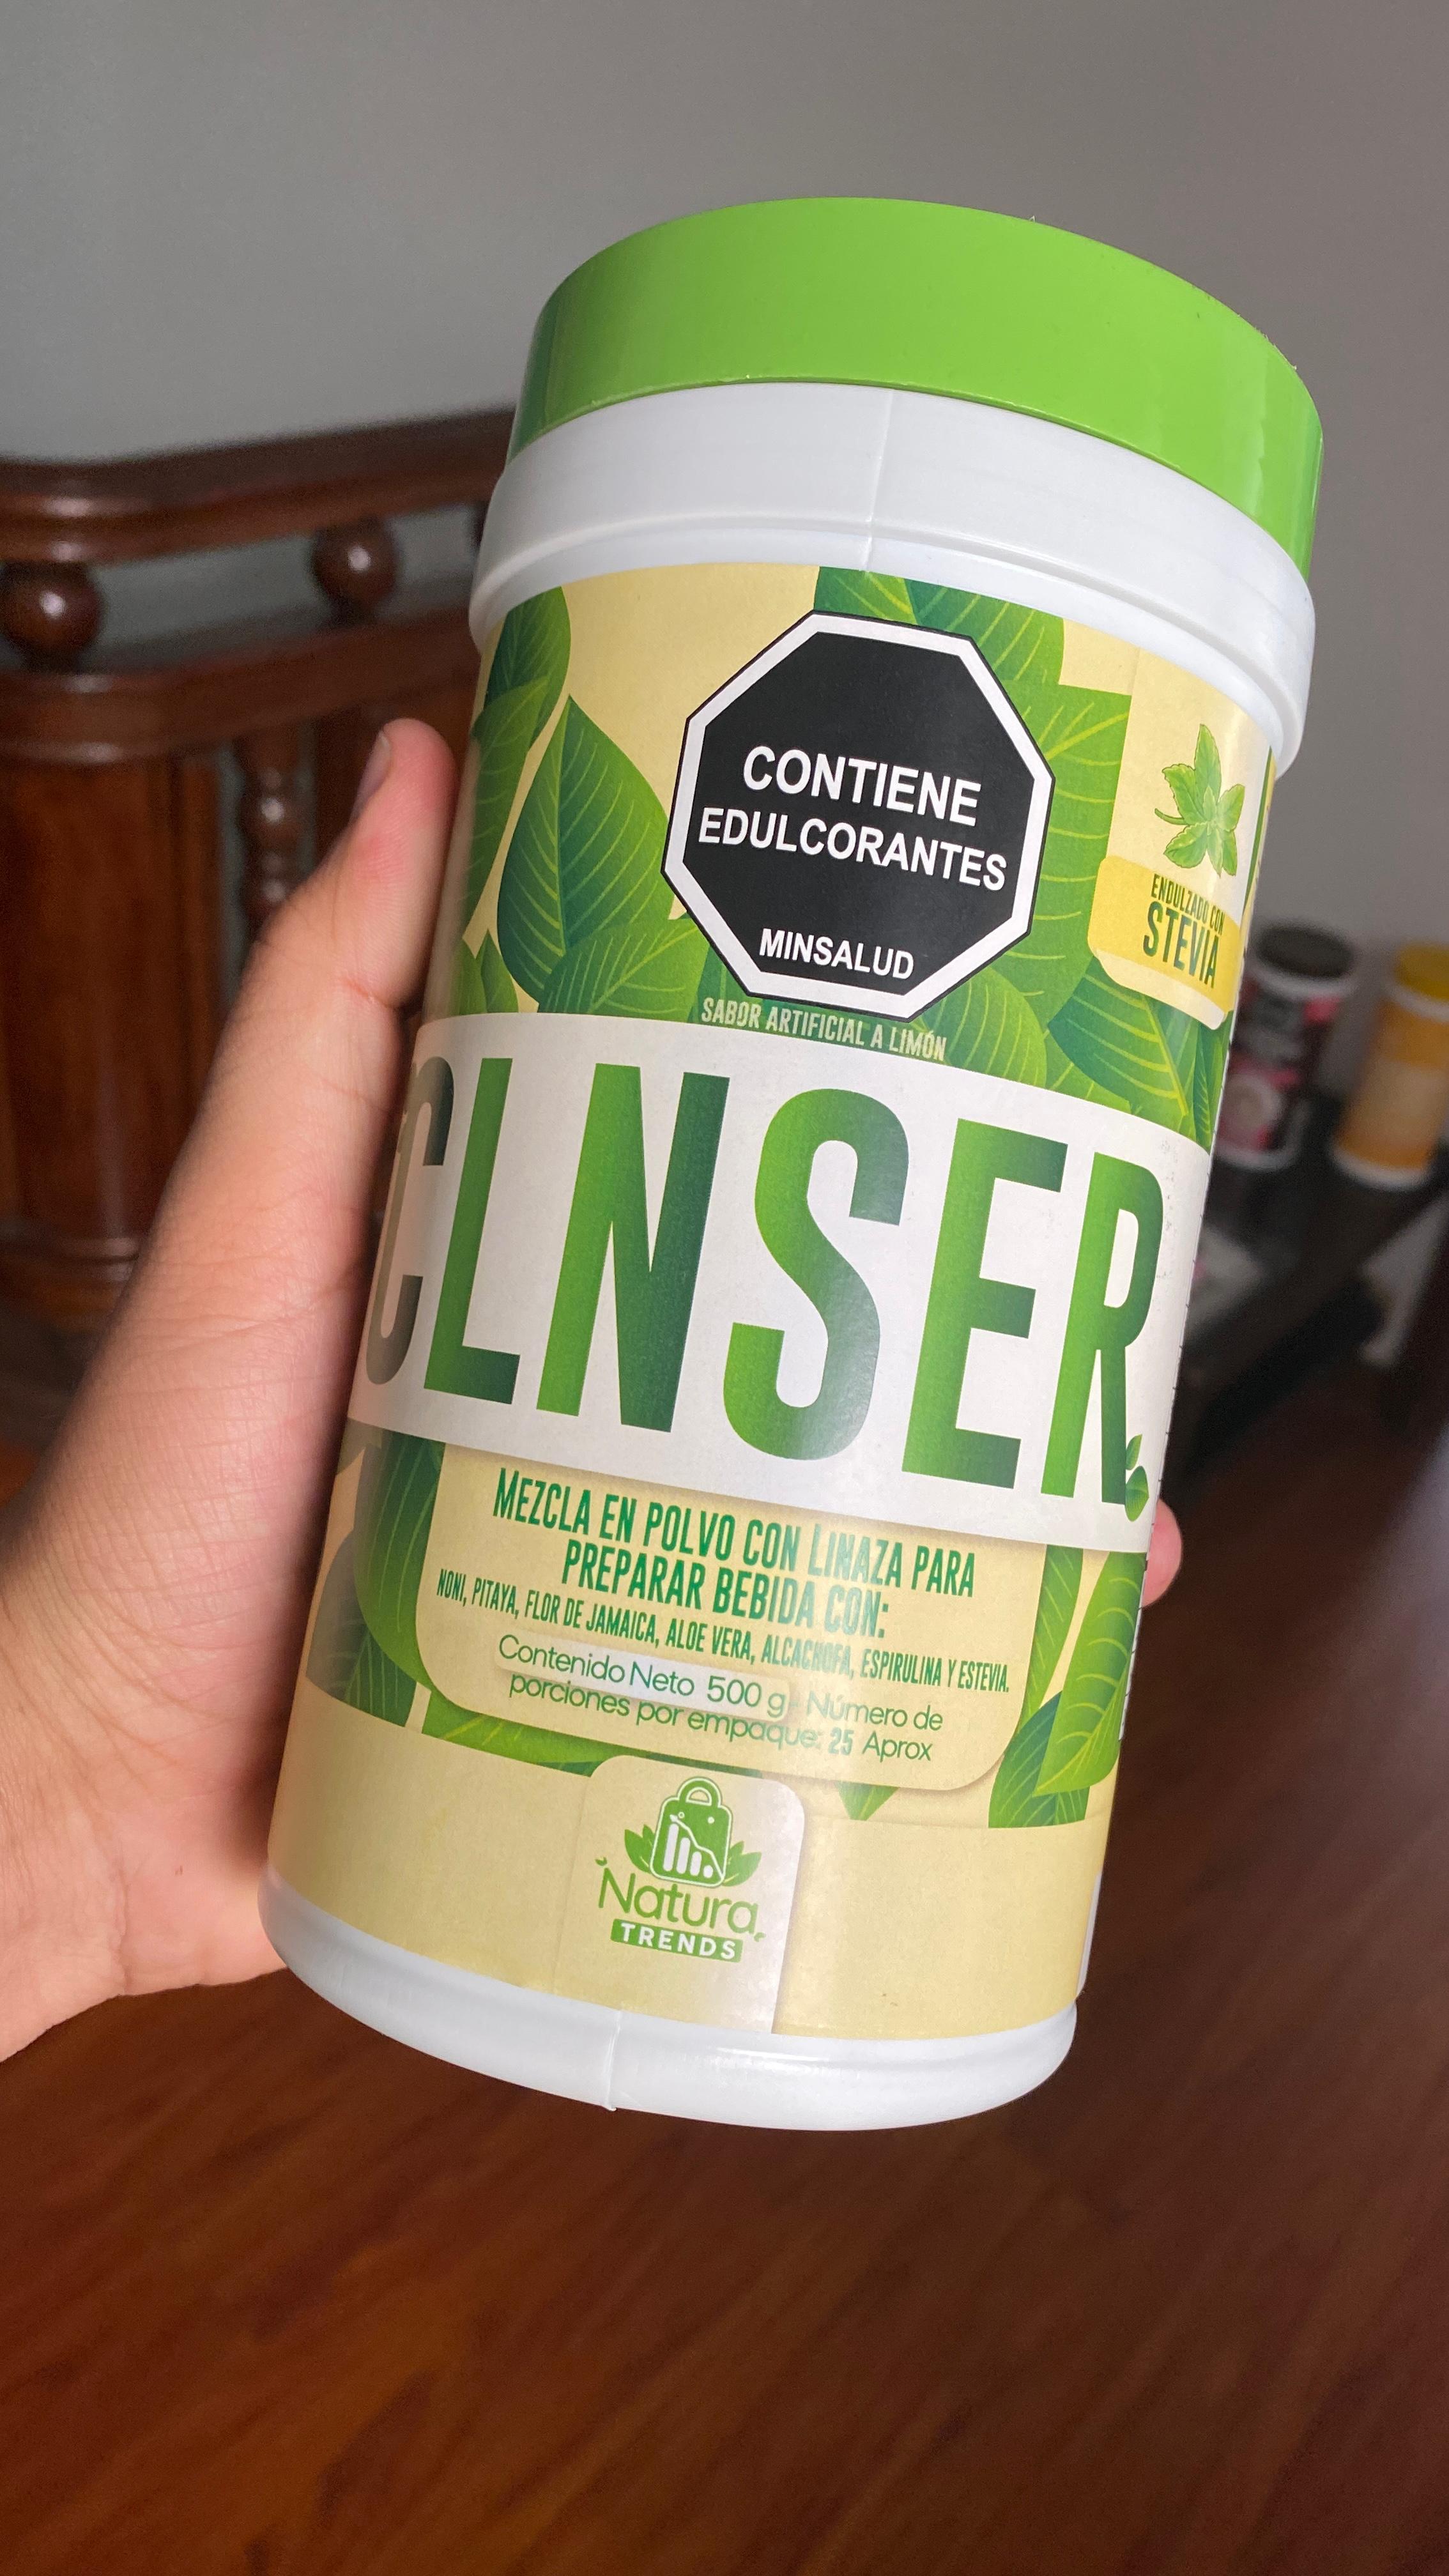 CONTIENE
EDULCORANTES
MINSALUD
ENDULZADO CON
STEVIA
SABOR ARTIFICIAL A LIMÓN
CLNSER
MEZCLA EN POLVO CON LINAZA PARA
PREPARAR BEBIDA CON:
NONI, PITAYA, FLOR DE JAMAICA, ALOE VERA, ALCACHOFA, ESPIRULINA Y ESTEVIA.
Contenido Neto 500 g Número de
porciones por empaque: 25 Aprox
Natura
TRENDS